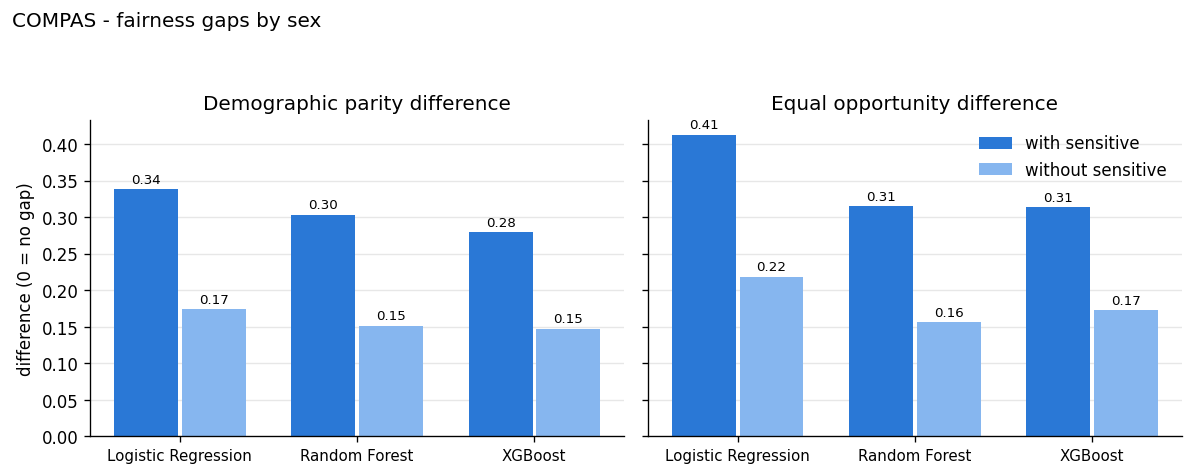 COMPAS - fairness gaps by sex
Demographic parity difference
difference (0 = no gap)
0.40
0.35
0.30
0.25
0.20
0.15
0.10
0.05
0.00
0.34
0.17
0.30
0.15
0.28
0.15
Logistic Regression
Random Forest
XGBoost
Equal opportunity difference
with sensitive
without sensitive
0.41
0.22
0.31
0.16
0.31
0.17
Logistic Regression
Random Forest
XGBoost